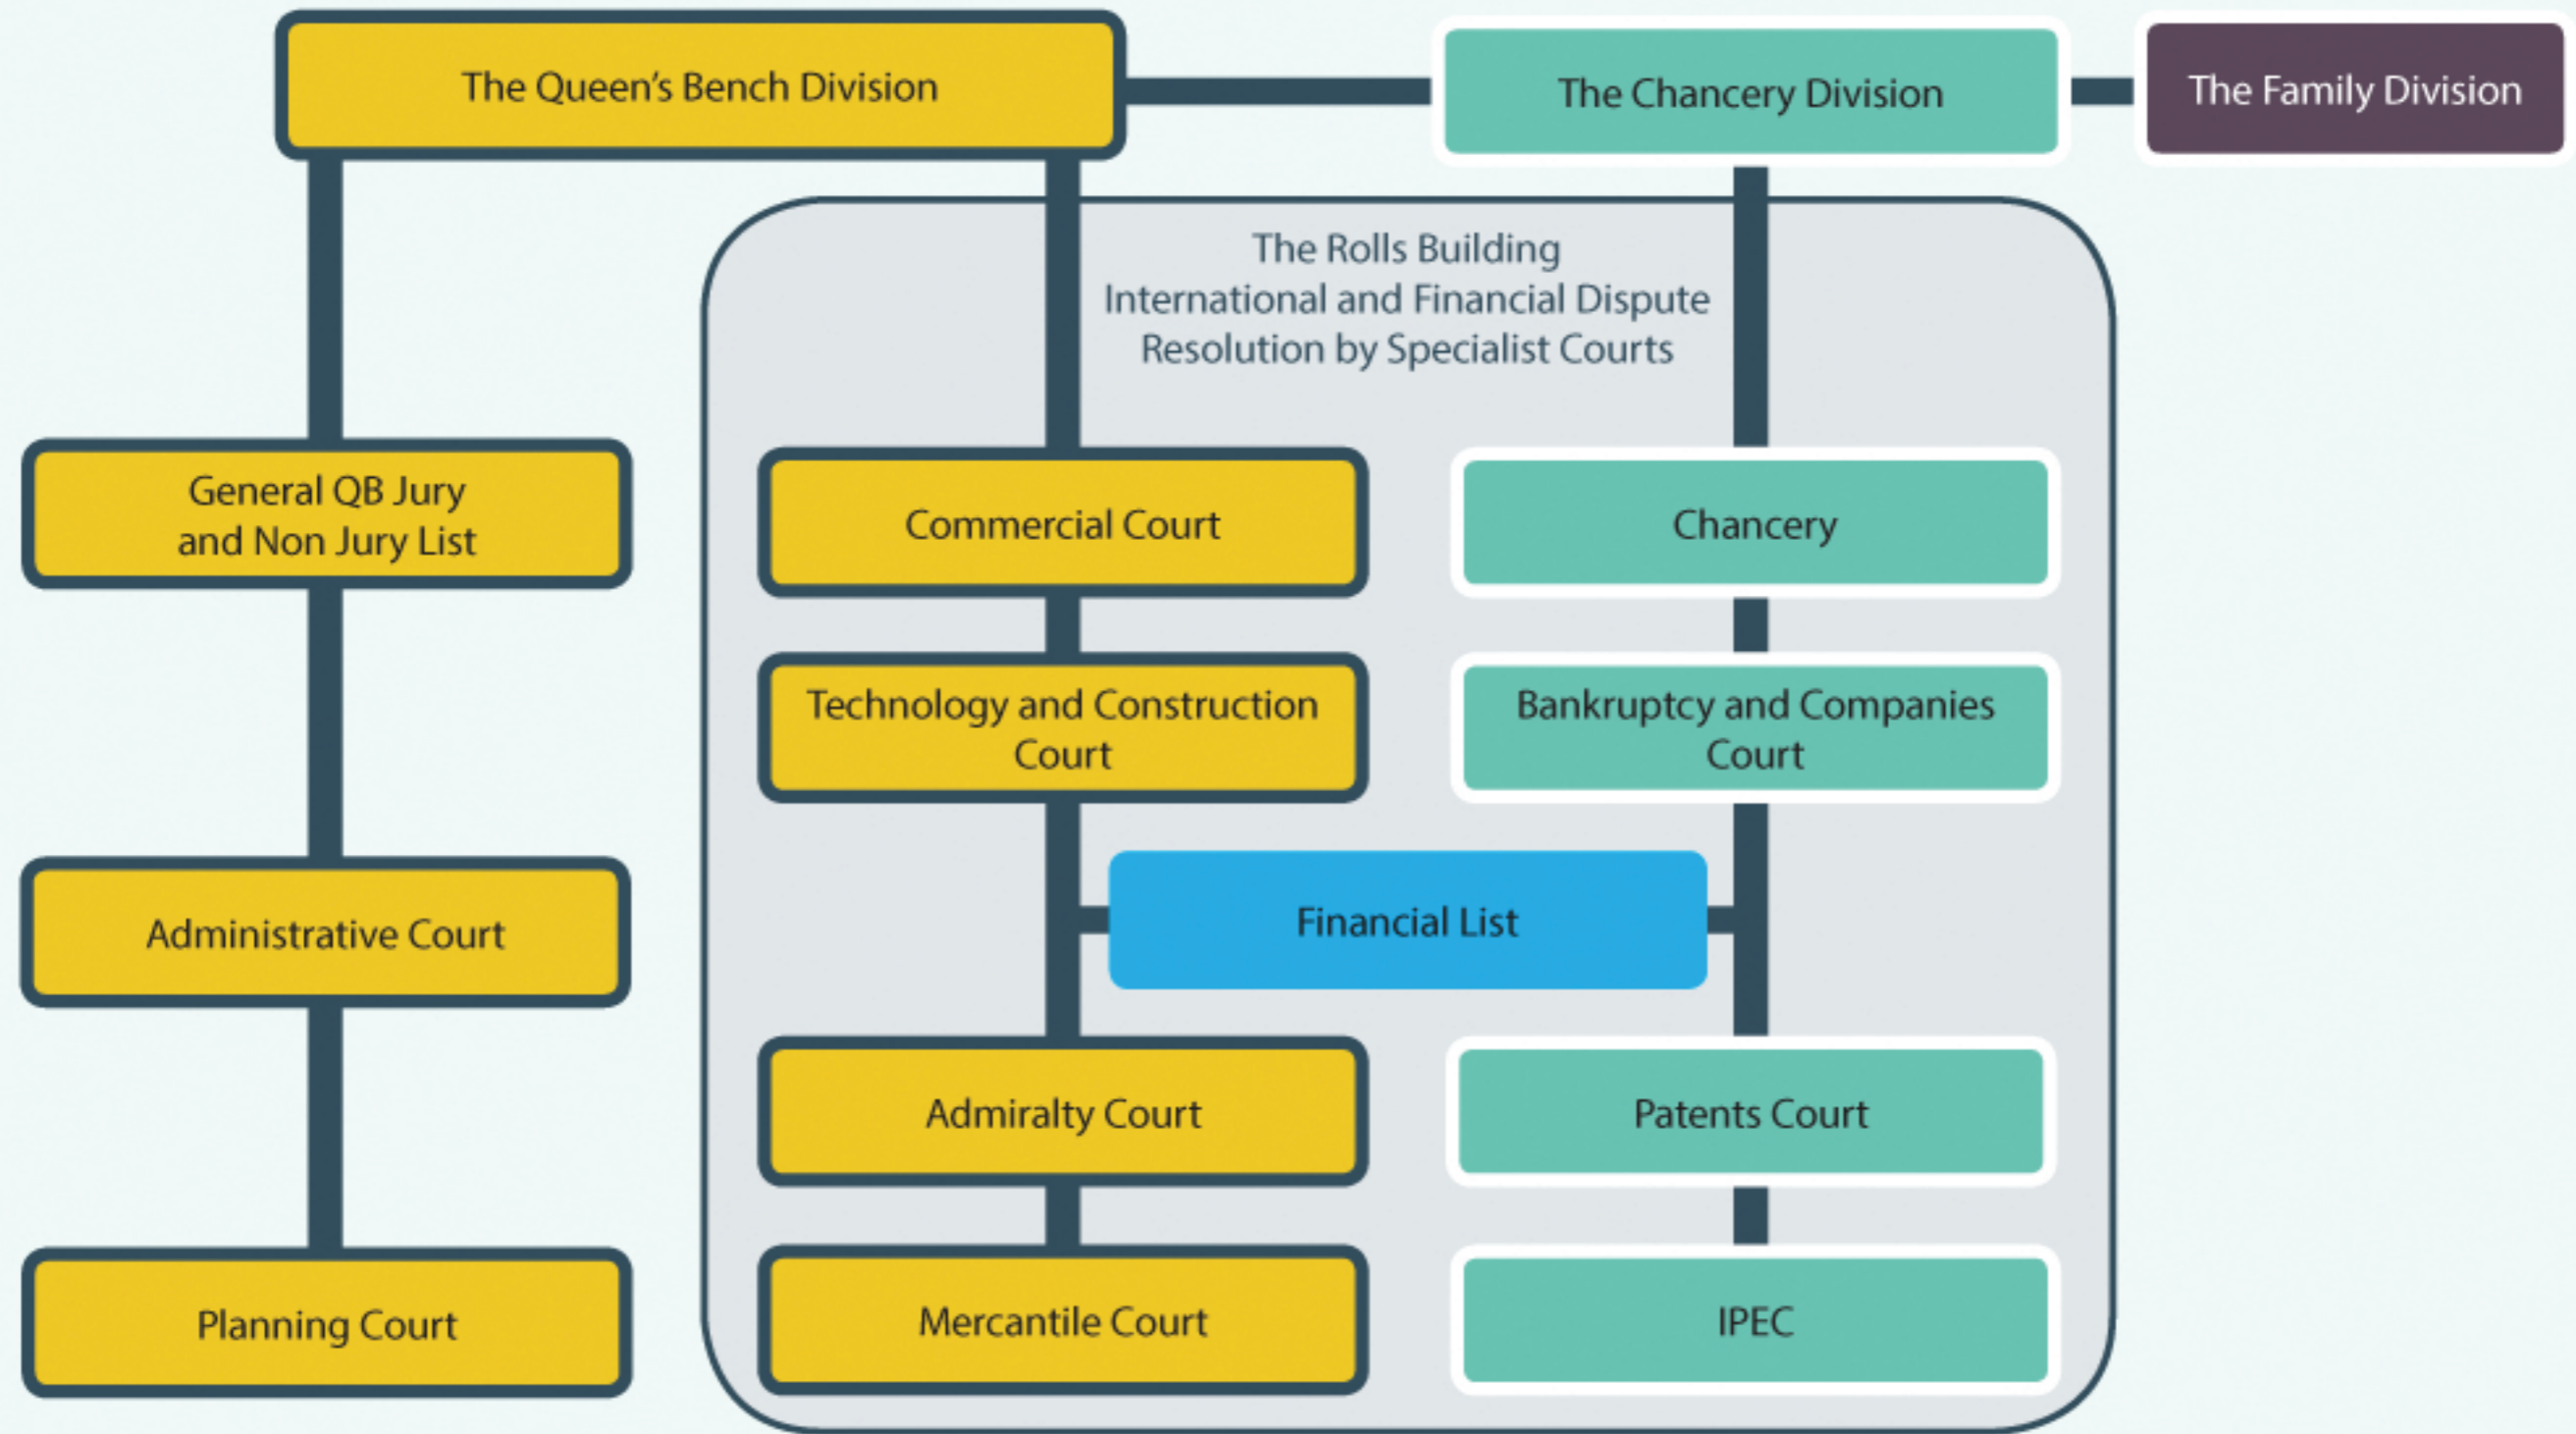 The Queen's Bench Division
The Chancery Division
The Family Division
The Rolls Building
International and Financial Dispute
Resolution by Specialist Courts
General QB Jury
and Non Jury List
Commercial Court
Chancery
Technology and Construction
Court
Bankruptcy and Companies
Court
Administrative Court
Financial List
Admiralty Court
Patents Court
Planning Court
Mercantile Court
IPEC